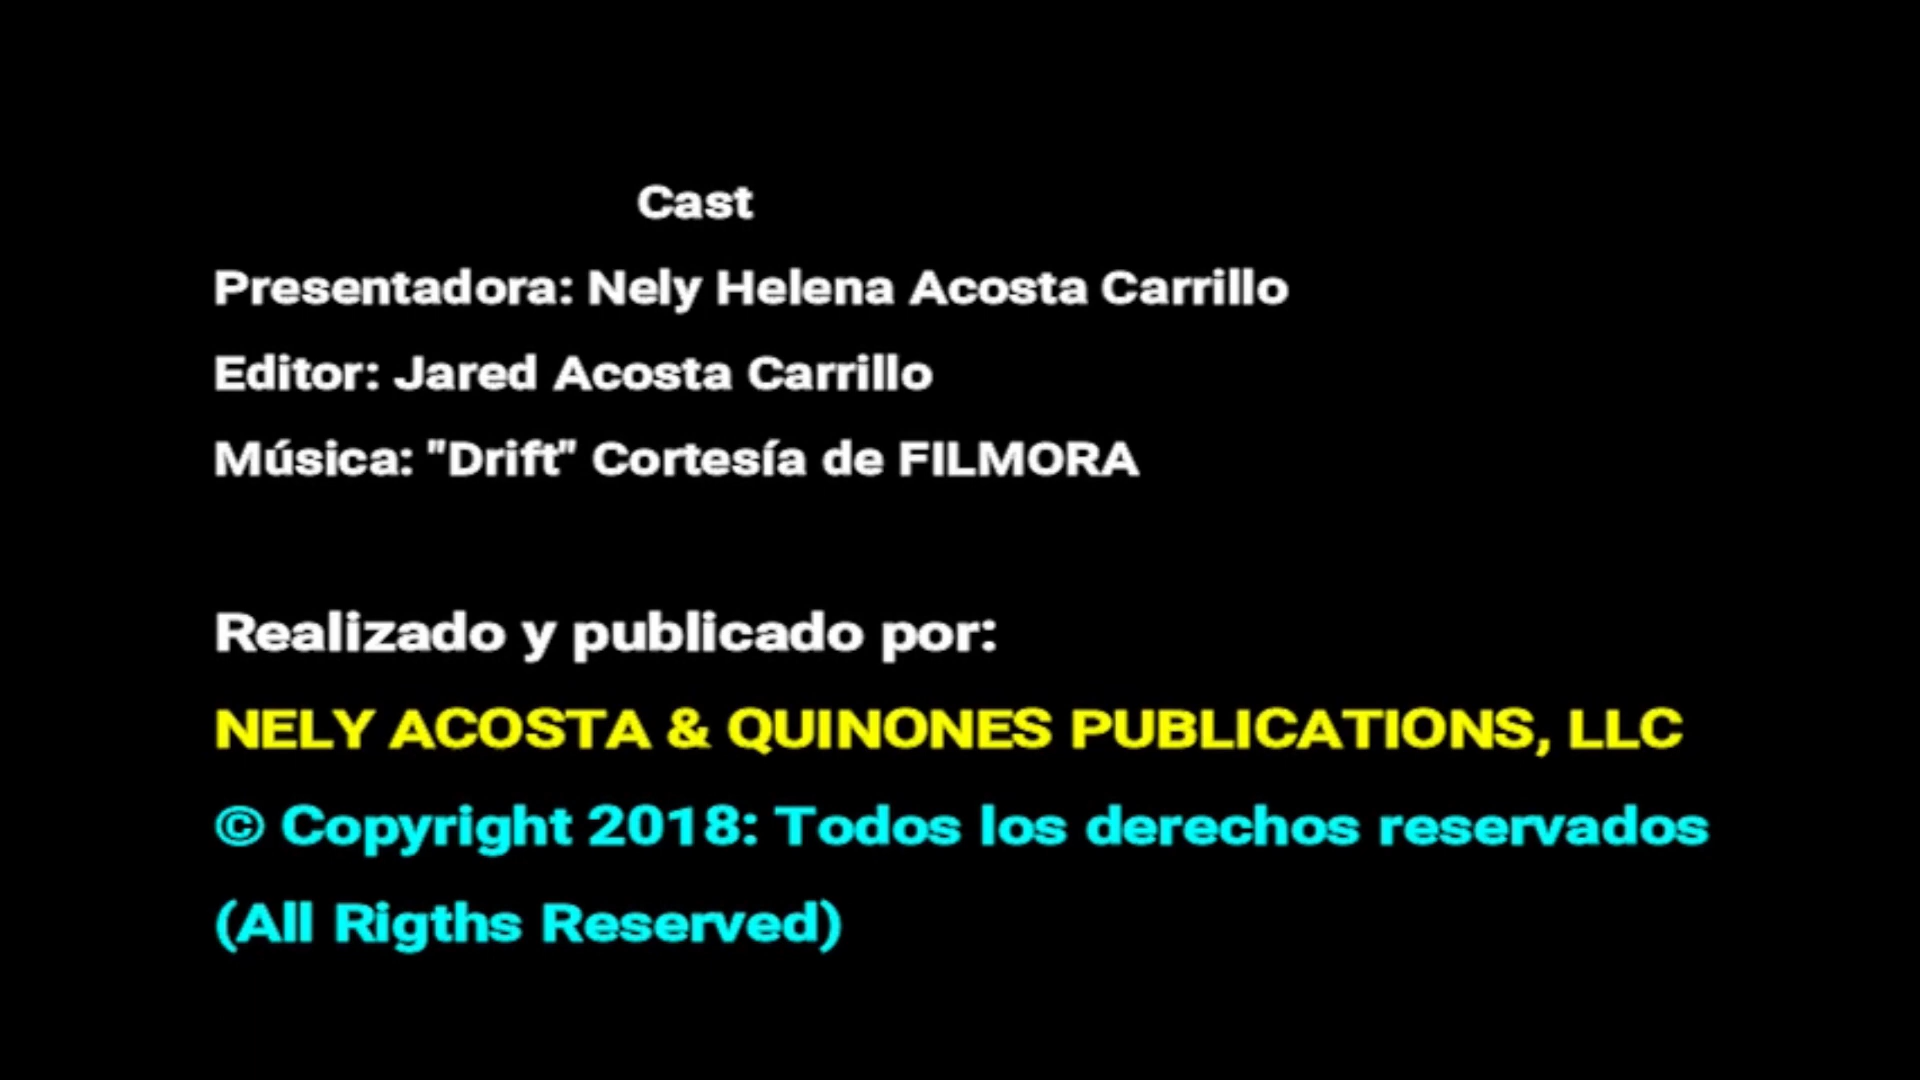 Cast
Presentadora: Nely Helena Acosta Carrillo
Editor: Jared Acosta Carrillo
Música: "Drift" Cortesía de FILMORA
Realizado y publicado por:
NELY ACOSTA & QUINONES PUBLICATIONS, LLC
© Copyright 2018: Todos los derechos reservados
(All Rigths Reserved)